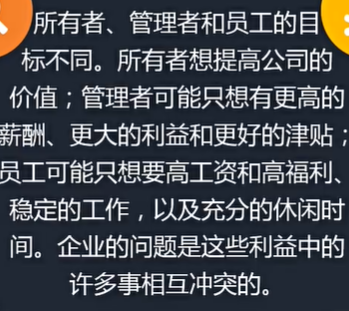 所有者、管理者和员工的目
标不同。所有者想提高公司的
价值；管理者可能只想有更高的
薪酬、更大的利益和更好的津贴；
员工可能只想要高工资和高福利、
稳定的工作，以及充分的休闲时
间。企业的问题是这些利益中的
许多事相互冲突的。